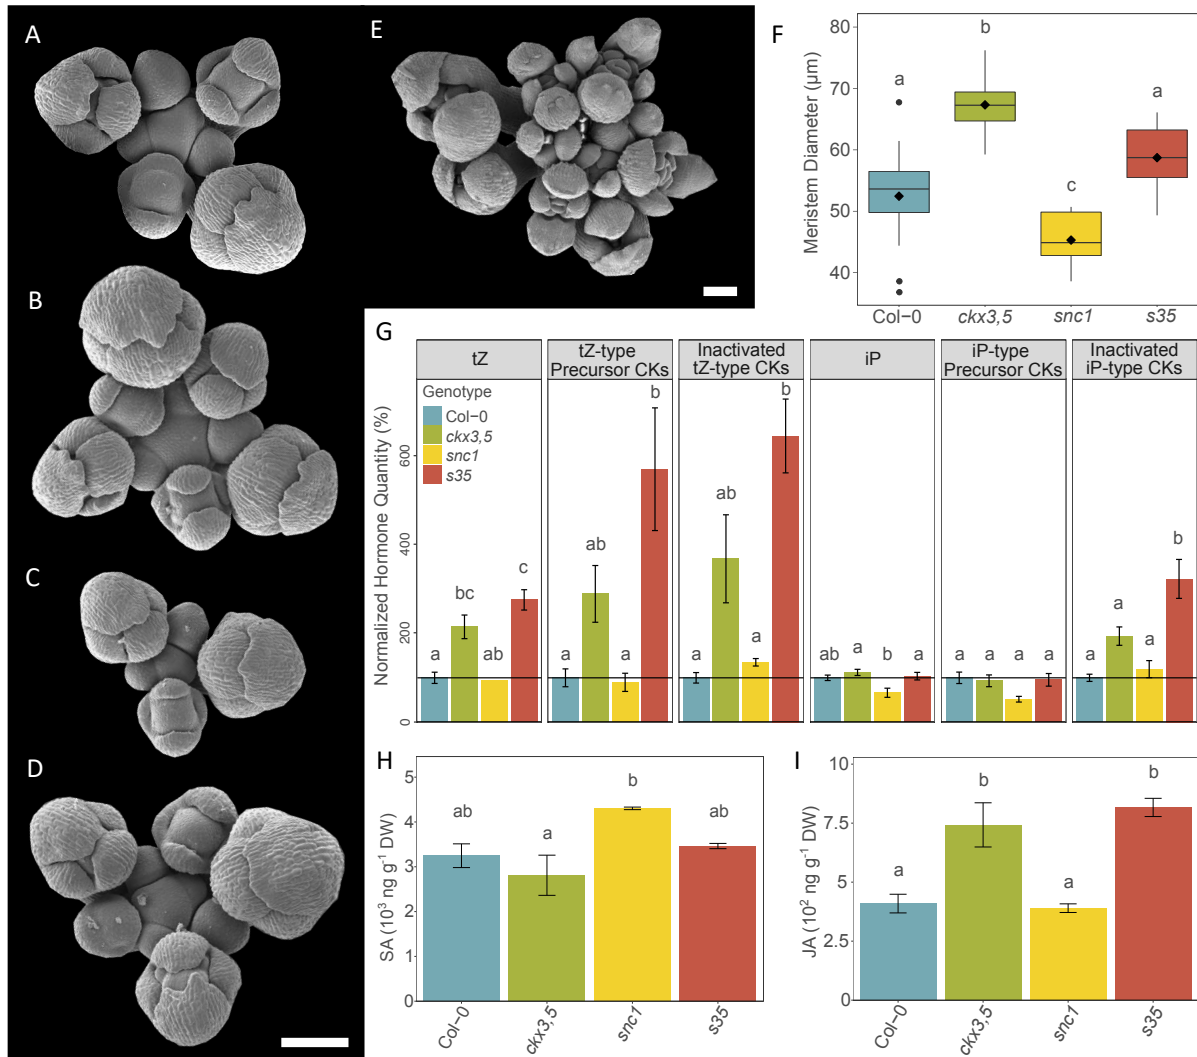 A
B
C
D
E
F
Meristem Diameter (μm)
80
70
60
50
40
a
b
c
a
Col−0
ckx3,5
snc1
s35
G
Normalized Hormone Quantity (%)
600
400
200
0
tZ
tZ-type
Precursor CKs
Inactivated
tZ-type CKs
iP
iP-type
Precursor CKs
Inactivated
iP-type CKs
Genotype
Col−0
ckx3,5
snc1
s35
a bc ab c
a ab a b
a ab a b
ab a b a
a a a a
a a a b
H
SA (10³ ng g⁻¹ DW)
5
4
3
2
1
0
ab
a
b
ab
Col−0
ckx3,5
snc1
s35
I
JA (10² ng g⁻¹ DW)
10
7.5
5
2.5
0
a
b
a
b
Col−0
ckx3,5
snc1
s35